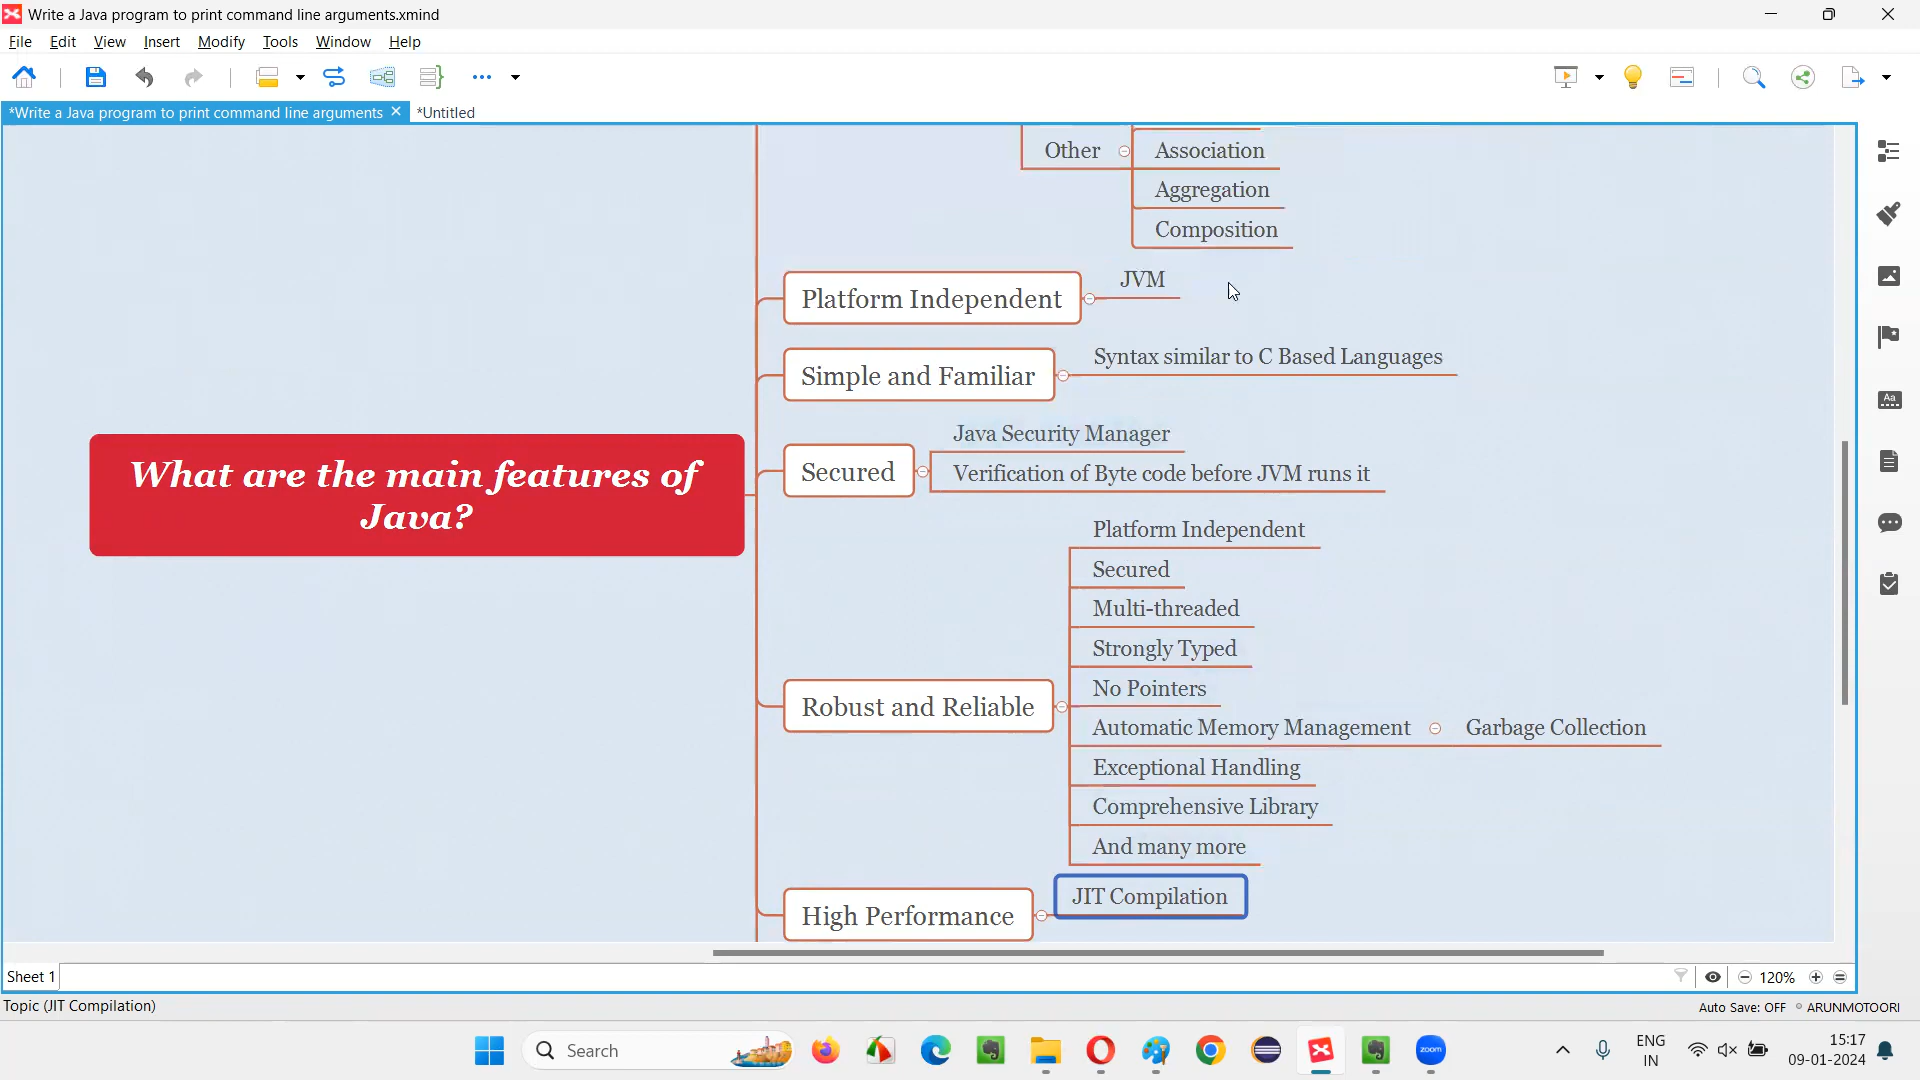 Write a Java program to print command line arguments.xmind
File Edit View Insert Modify Tools Window Help
*Write a Java program to print command line arguments
*Untitled
Other
Association
Aggregation
Composition
Platform Independent
JVM
Simple and Familiar
Syntax similar to C Based Languages
Secured
Java Security Manager
Verification of Byte code before JVM runs it
What are the main features of
Java?
Robust and Reliable
Platform Independent
Secured
Multi-threaded
Strongly Typed
No Pointers
Automatic Memory Management
Garbage Collection
Exceptional Handling
Comprehensive Library
And many more
High Performance
JIT Compilation
Aa
Sheet 1
120%
Topic (JIT Compilation)
Auto Save: OFF
ARUNMOTOORI
Search
zoom
ENG
IN
15:17
09-01-2024